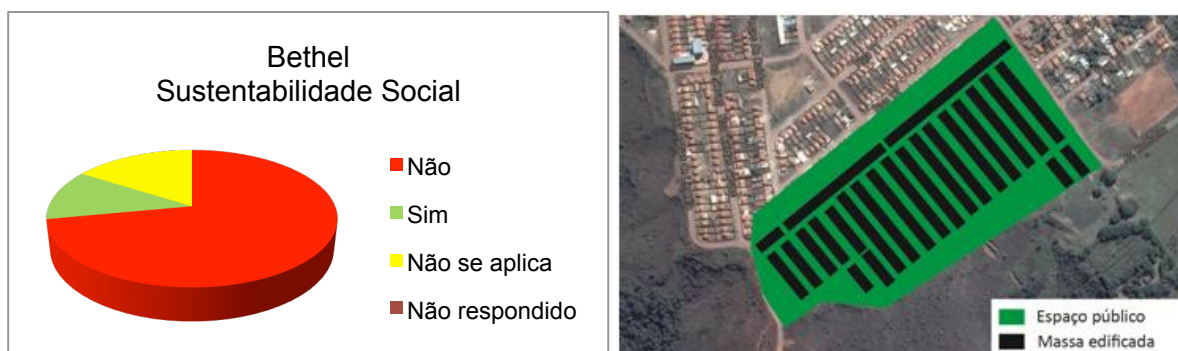 Bethel
Sustentabilidade Social
Não
Sim
Não se aplica
Não respondido
Espaço público
Massa edificada